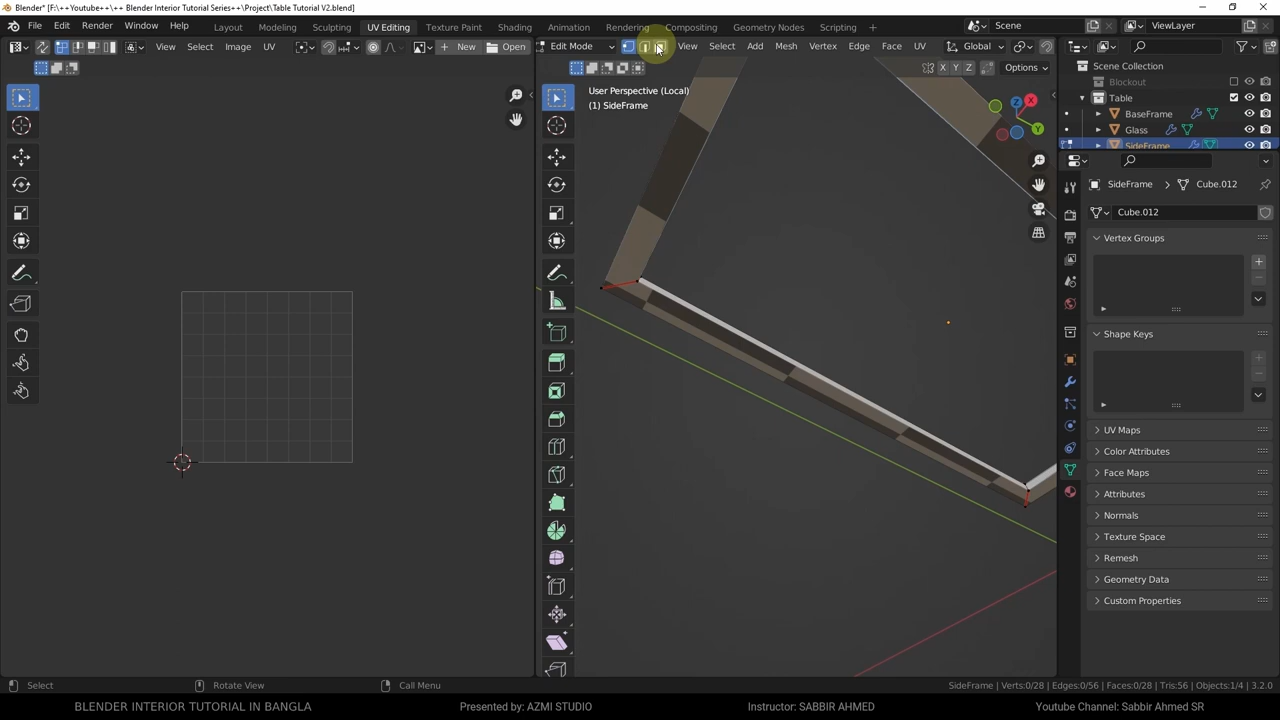 Blender* [F:\++Youtube++\++ Blender Interior Tutorial Series++\Project\Table Tutorial V2.blend]
File Edit Render Window Help Layout Modeling Sculpting UV Editing Texture Paint Shading Animation Rendering Compositing Geometry Nodes Scripting Scene ViewLayer
View Select Image UV New Open Edit Mode View Select Add Mesh Vertex Edge Face UV Global
X Y Z Options
Scene Collection
Blockout
Table
BaseFrame
Glass
SideFrame
User Perspective (Local)
(1) SideFrame
X
Y
Z
SideFrame > Cube.012
Cube.012
Vertex Groups
Shape Keys
UV Maps
Color Attributes
Face Maps
Attributes
Normals
Texture Space
Remesh
Geometry Data
Custom Properties
Select Rotate View Call Menu SideFrame | Verts:0/28 | Edges:0/56 | Faces:0/28 | Tris:56 | Objects:1/4 | 3.2.0
BLENDER INTERIOR TUTORIAL IN BANGLA Presented by: AZMI STUDIO Instructor: SABBIR AHMED Youtube Channel: Sabbir Ahmed SR